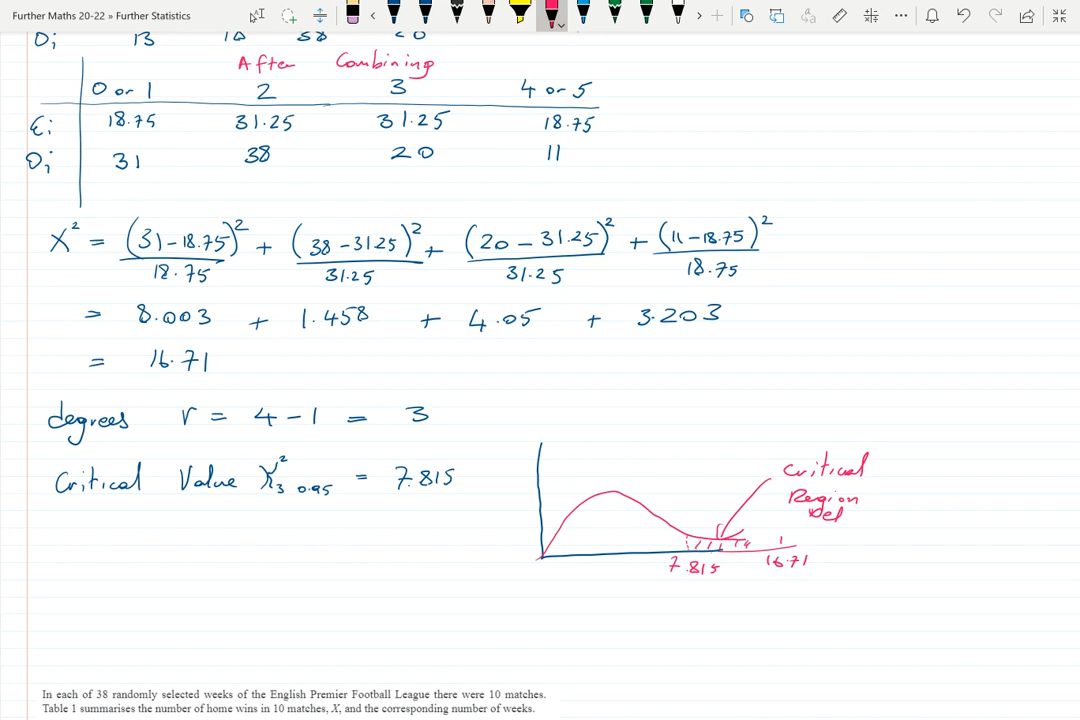 Further Maths 20-22 » Further Statistics
Oi 13 58 20
After Combining
0 or 1 2 3 4 or 5
Ei 18.75 31.25 31.25 18.75
Oi 31 38 20 11
X² = (31-18.75)²/18.75 + (38-31.25)²/31.25 + (20-31.25)²/31.25 + (11-18.75)²/18.75
= 8.003 + 1.458 + 4.05 + 3.203
= 16.71
degrees v = 4-1 = 3
Critical Value χ²₃ 0.95 = 7.815
Critical
Region
7.815 16.71
In each of 38 randomly selected weeks of the English Premier Football League there were 10 matches.
Table 1 summarises the number of home wins in 10 matches, X, and the corresponding number of weeks.